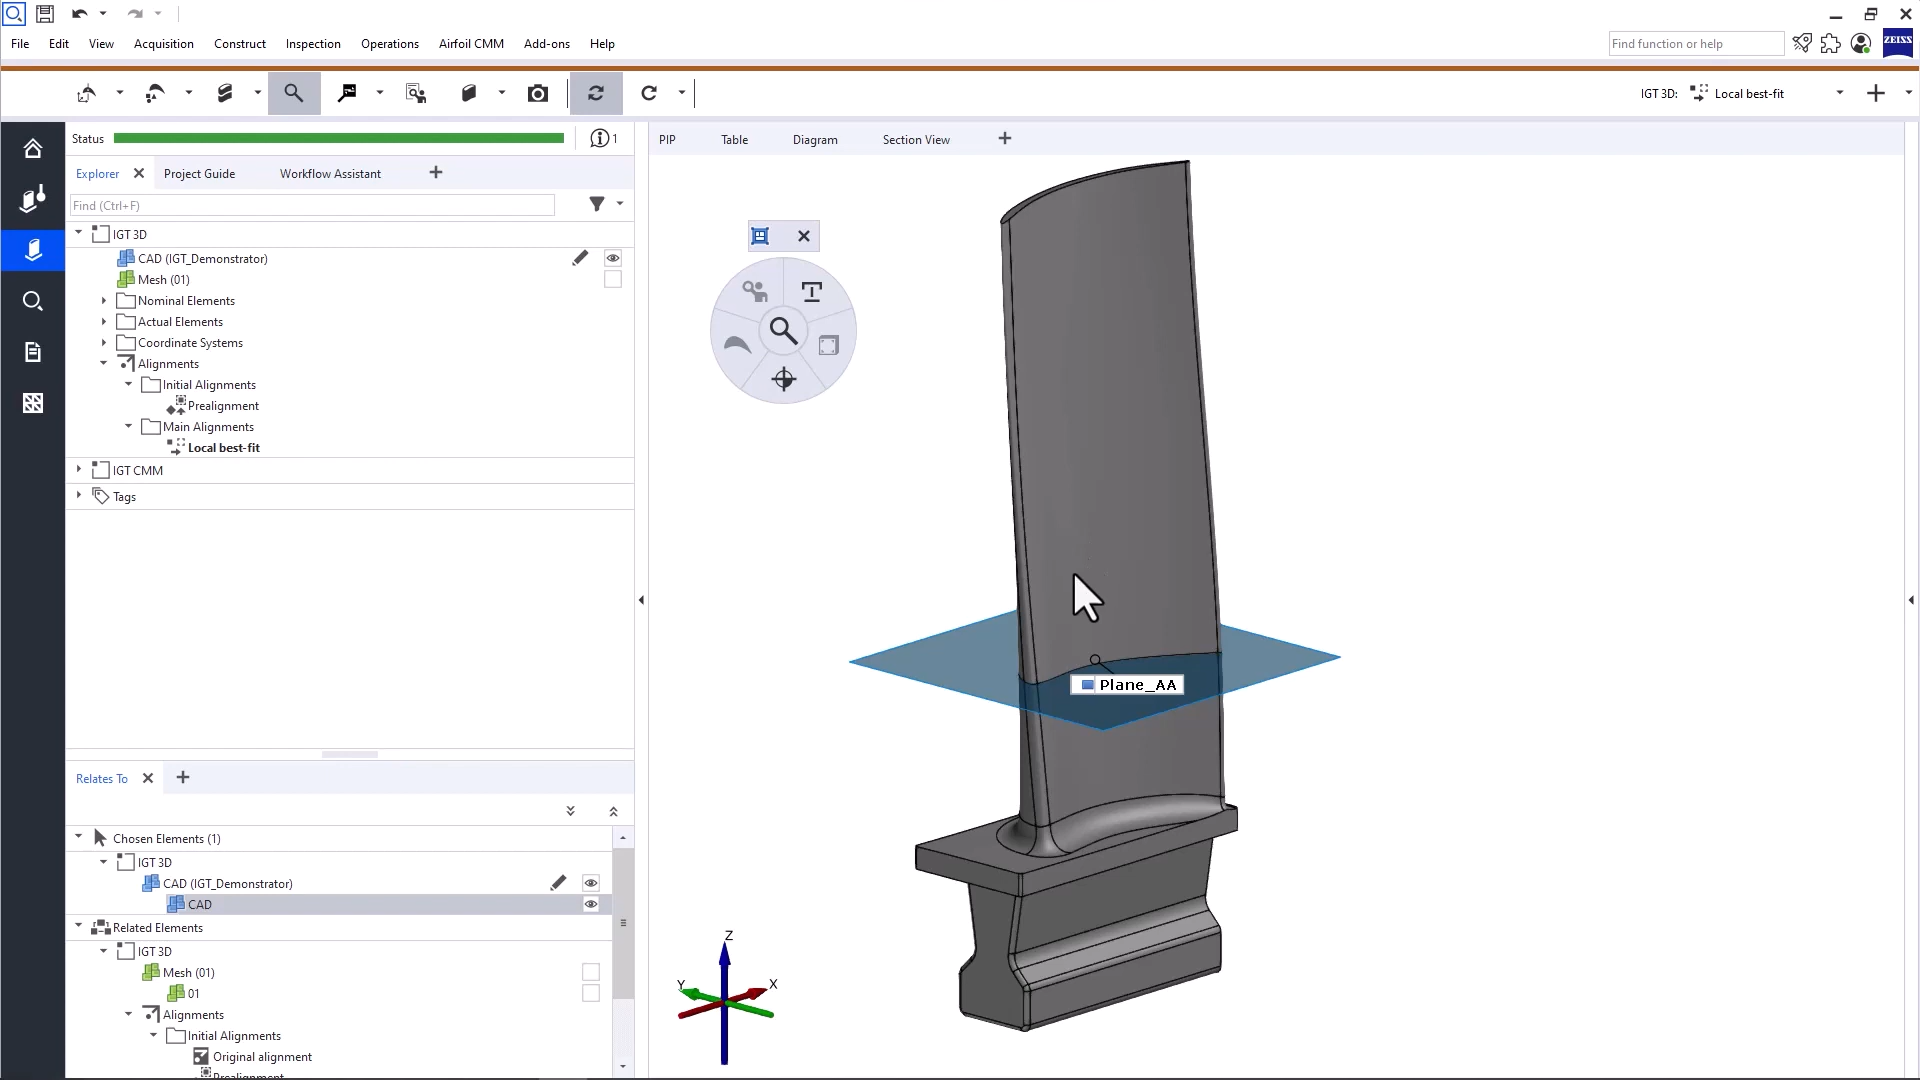 File Edit View Acquisition Construct Inspection Operations Airfoil CMM Add-ons Help
Find function or help
ZEISS
IGT 3D: Local best-fit
Status
1
PIP Table Diagram Section View
Explorer Project Guide Workflow Assistant
Find (Ctrl+F)
IGT 3D
CAD (IGT_Demonstrator)
Mesh (01)
Nominal Elements
Actual Elements
Coordinate Systems
Alignments
Initial Alignments
Prealignment
Main Alignments
Local best-fit
IGT CMM
Tags
Plane_AA
Relates To
Chosen Elements (1)
IGT 3D
CAD (IGT_Demonstrator)
CAD
Related Elements
IGT 3D
Mesh (01)
01
Alignments
Initial Alignments
Original alignment
Prealignment
Z
Y
X